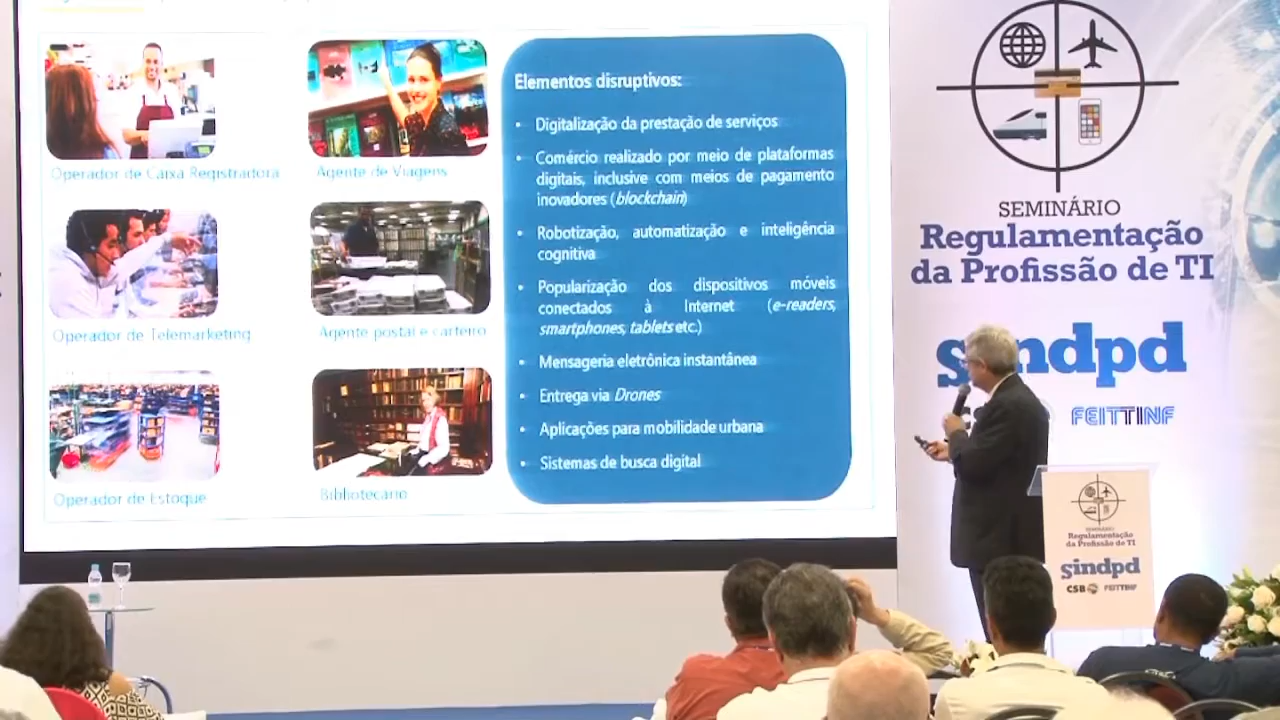 Operador de Caixa Registradora
Agente de Viagens
Operador de Telemarketing
Agente postal e carteiro
Operador de Estoque
Bibliotecário
Elementos disruptivos:
• Digitalização da prestação de serviços
• Comércio realizado por meio de plataformas
digitais, inclusive com meios de pagamento
inovadores (blockchain)
• Robotização, automatização e inteligência
cognitiva
• Popularização dos dispositivos móveis
conectados à Internet (e-readers,
smartphones, tablets etc.)
• Mensageria eletrônica instantânea
• Entrega via Drones
• Aplicações para mobilidade urbana
• Sistemas de busca digital
SEMINÁRIO
Regulamentação
da Profissão de TI
sindpd
FEITTINF
SEMINÁRIO
Regulamentação
da Profissão de TI
sindpd
CSB FEITTINF